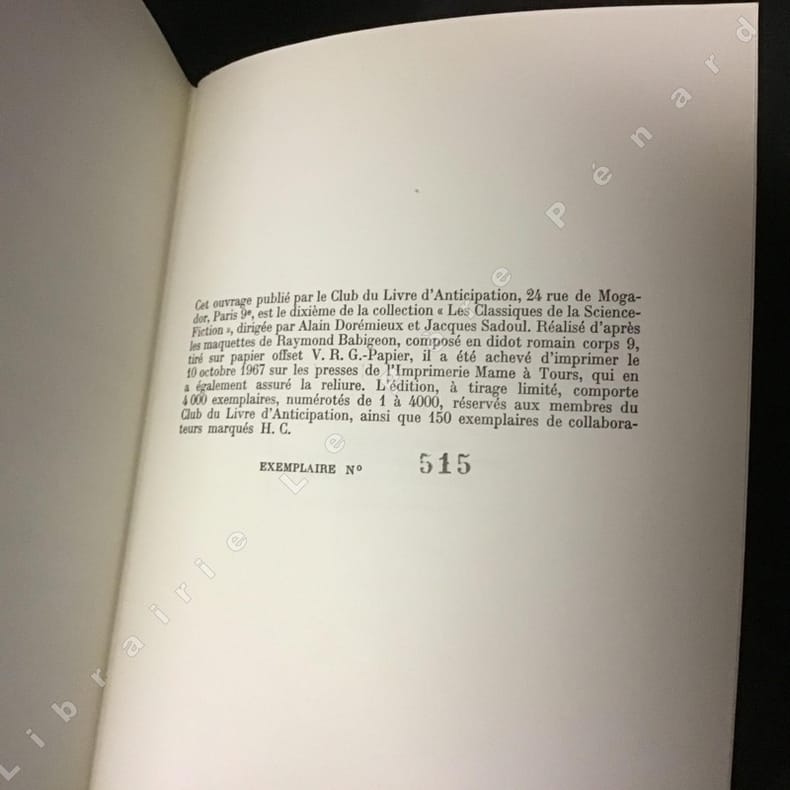 Cet ouvrage publié par le Club du Livre d'Anticipation, 24 rue de Moga-
dor, Paris 9e, est le dixième de la collection « Les Classiques de la Science-
Fiction », dirigée par Alain Dorémieux et Jacques Sadoul. Réalisé d'après
les maquettes de Raymond Babigeon, composé en didot romain corps 9,
tiré sur papier offset V. R. G.-Papier, il a été achevé d'imprimer le
10 octobre 1967 sur les presses de l'Imprimerie Mame à Tours, qui en
a également assuré la reliure. L'édition, à tirage limité, comporte
4 000 exemplaires, numérotés de 1 à 4000, réservés aux membres du
Club du Livre d'Anticipation, ainsi que 150 exemplaires de collabora-
teurs marqués H. C.
EXEMPLAIRE No 515
Librairie Le Pénard